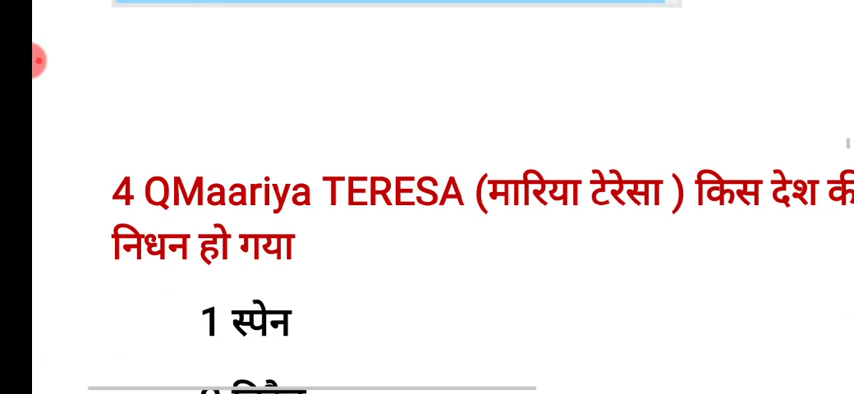 4 QMaariya TERESA (मारिया टेरेसा ) किस देश की
निधन हो गया
1 स्पेन